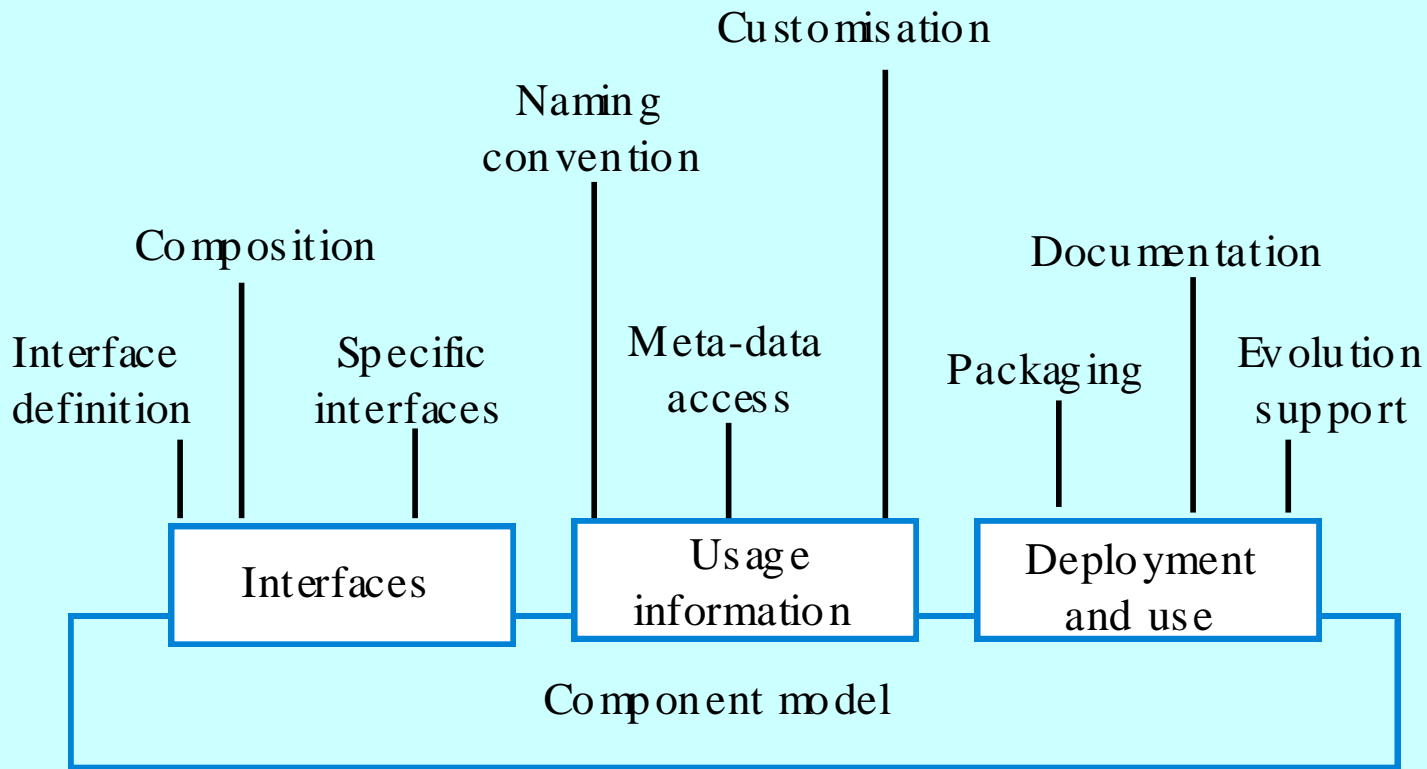 Customisation
Naming
convention
Composition
Documentation
Interface
definition
Specific
interfaces
Meta-data
access
Packaging
Evolution
support
Interfaces
Usage
information
Deployment
and use
Component model